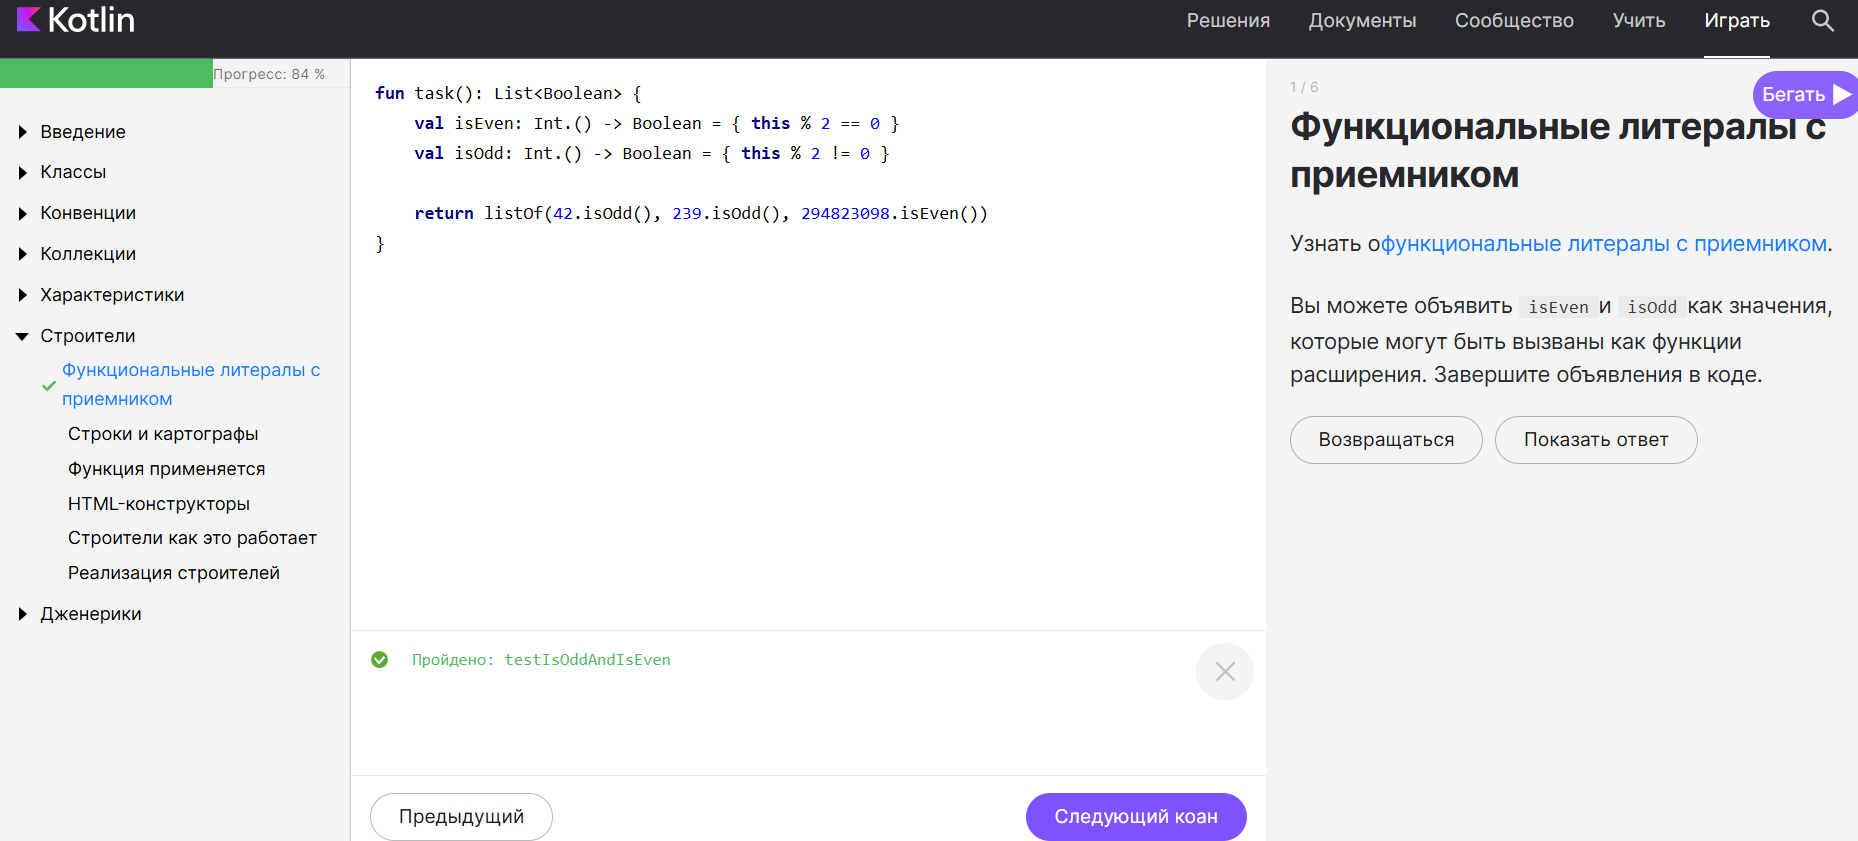 Kotlin
Решения
Документы
Сообщество
Учить
Играть
Прогресс: 84 %
Введение
Классы
Конвенции
Коллекции
Характеристики
Строители
Функциональные литералы с
приемником
Строки и картографы
Функция применяется
HTML-конструкторы
Строители как это работает
Реализация строителей
Дженерики
fun task(): List<Boolean> {
    val isEven: Int.() -> Boolean = { this % 2 == 0 }
    val isOdd: Int.() -> Boolean = { this % 2 != 0 }
    return listOf(42.isOdd(), 239.isOdd(), 294823098.isEven())
}
Пройдено: testIsOddAndIsEven
Предыдущий
Следующий коан
1 / 6
Бегать
Функциональные литералы с
приемником
Узнать офункциональные литералы с приемником.
Вы можете объявить isEven и isOdd как значения,
которые могут быть вызваны как функции
расширения. Завершите объявления в коде.
Возвращаться
Показать ответ